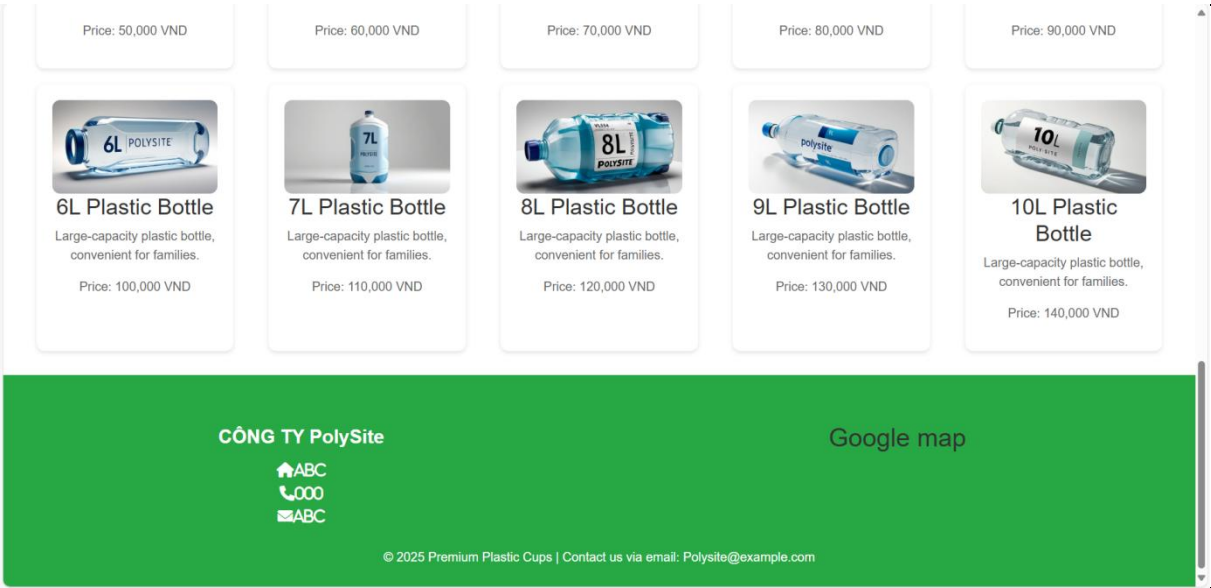 Price: 50,000 VND
Price: 60,000 VND
Price: 70,000 VND
Price: 80,000 VND
Price: 90,000 VND
6L POLYSITE
7L
8L
POLYSITE
polysite
10L
POLY SITE
6L Plastic Bottle
Large-capacity plastic bottle,
convenient for families.
Price: 100,000 VND
7L Plastic Bottle
Large-capacity plastic bottle,
convenient for families.
Price: 110,000 VND
8L Plastic Bottle
Large-capacity plastic bottle,
convenient for families.
Price: 120,000 VND
9L Plastic Bottle
Large-capacity plastic bottle,
convenient for families.
Price: 130,000 VND
10L Plastic
Bottle
Large-capacity plastic bottle,
convenient for families.
Price: 140,000 VND
CÔNG TY PolySite
ABC
000
ABC
Google map
© 2025 Premium Plastic Cups | Contact us via email: Polysite@example.com